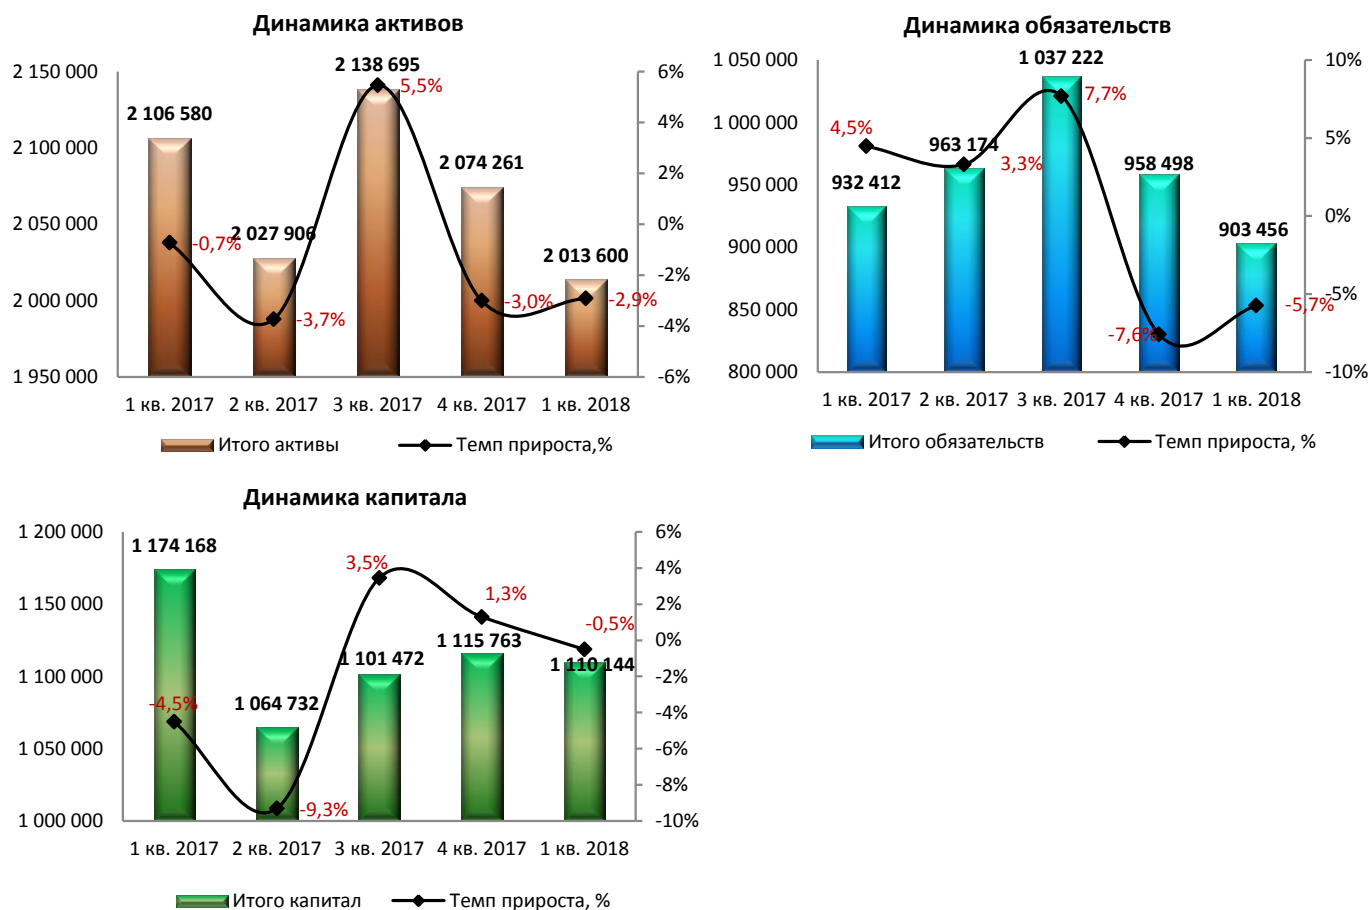 Динамика активов
2 150 000
2 100 000
2 050 000
2 000 000
1 950 000
6%
4%
2%
0%
-2%
-4%
-6%
2 106 580
2 027 906
2 138 695
2 074 261
2 013 600
-0,7%
-3,7%
5,5%
-3,0%
-2,9%
1 кв. 2017 2 кв. 2017 3 кв. 2017 4 кв. 2017 1 кв. 2018
Итого активы Темп прироста,%
Динамика обязательств
1 050 000
1 000 000
950 000
900 000
850 000
800 000
10%
5%
0%
-5%
-10%
932 412
963 174
1 037 222
958 498
903 456
4,5%
3,3%
7,7%
-7,6%
-5,7%
1 кв. 2017 2 кв. 2017 3 кв. 2017 4 кв. 2017 1 кв. 2018
Итого обязательств Темп прироста, %
Динамика капитала
1 200 000
1 150 000
1 100 000
1 050 000
1 000 000
6%
4%
2%
0%
-2%
-4%
-6%
-8%
-10%
1 174 168
1 064 732
1 101 472
1 115 763
1 110 144
-4,5%
-9,3%
3,5%
1,3%
-0,5%
1 кв. 2017 2 кв. 2017 3 кв. 2017 4 кв. 2017 1 кв. 2018
Итого капитал Темп прироста, %